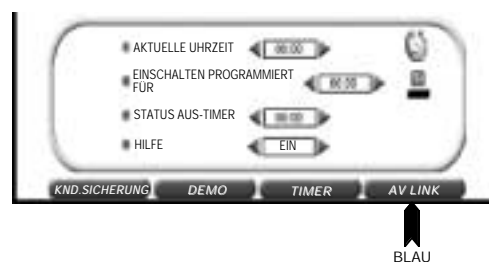 AKTUELLE UHRZEIT 00:00
EINSCHALTEN PROGRAMMIERT
FÜR 00:00
STATUS AUS-TIMER 00:00
HILFE EIN
KND.SICHERUNG DEMO TIMER AV LINK
BLAU